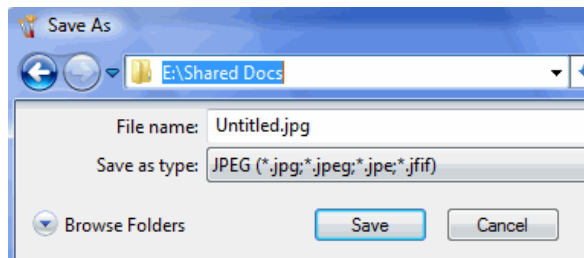 Save As
E:\Shared Docs
File name: Untitled.jpg
Save as type: JPEG (*.jpg;*.jpeg;*.jpe;*.jfif)
Browse Folders Save Cancel